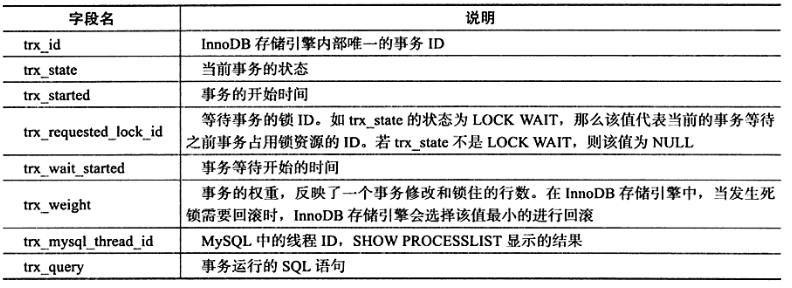 字段名 说明
trx_id InnoDB 存储引擎内部唯一的事务 ID
trx_state 当前事务的状态
trx_started 事务的开始时间
trx_requested_lock_id 等待事务的锁 ID。如 trx_state 的状态为 LOCK WAIT，那么该值代表当前的事务等待
之前事务占用锁资源的 ID。若 trx_state 不是 LOCK WAIT，则该值为 NULL
trx_wait_started 事务等待开始的时间
trx_weight 事务的权重，反映了一个事务修改和锁住的行数。在 InnoDB 存储引擎中，当发生死
锁需要回滚时，InnoDB 存储引擎会选择该值最小的进行回滚
trx_mysql_thread_id MySQL 中的线程 ID，SHOW PROCESSLIST 显示的结果
trx_query 事务运行的 SQL 语句